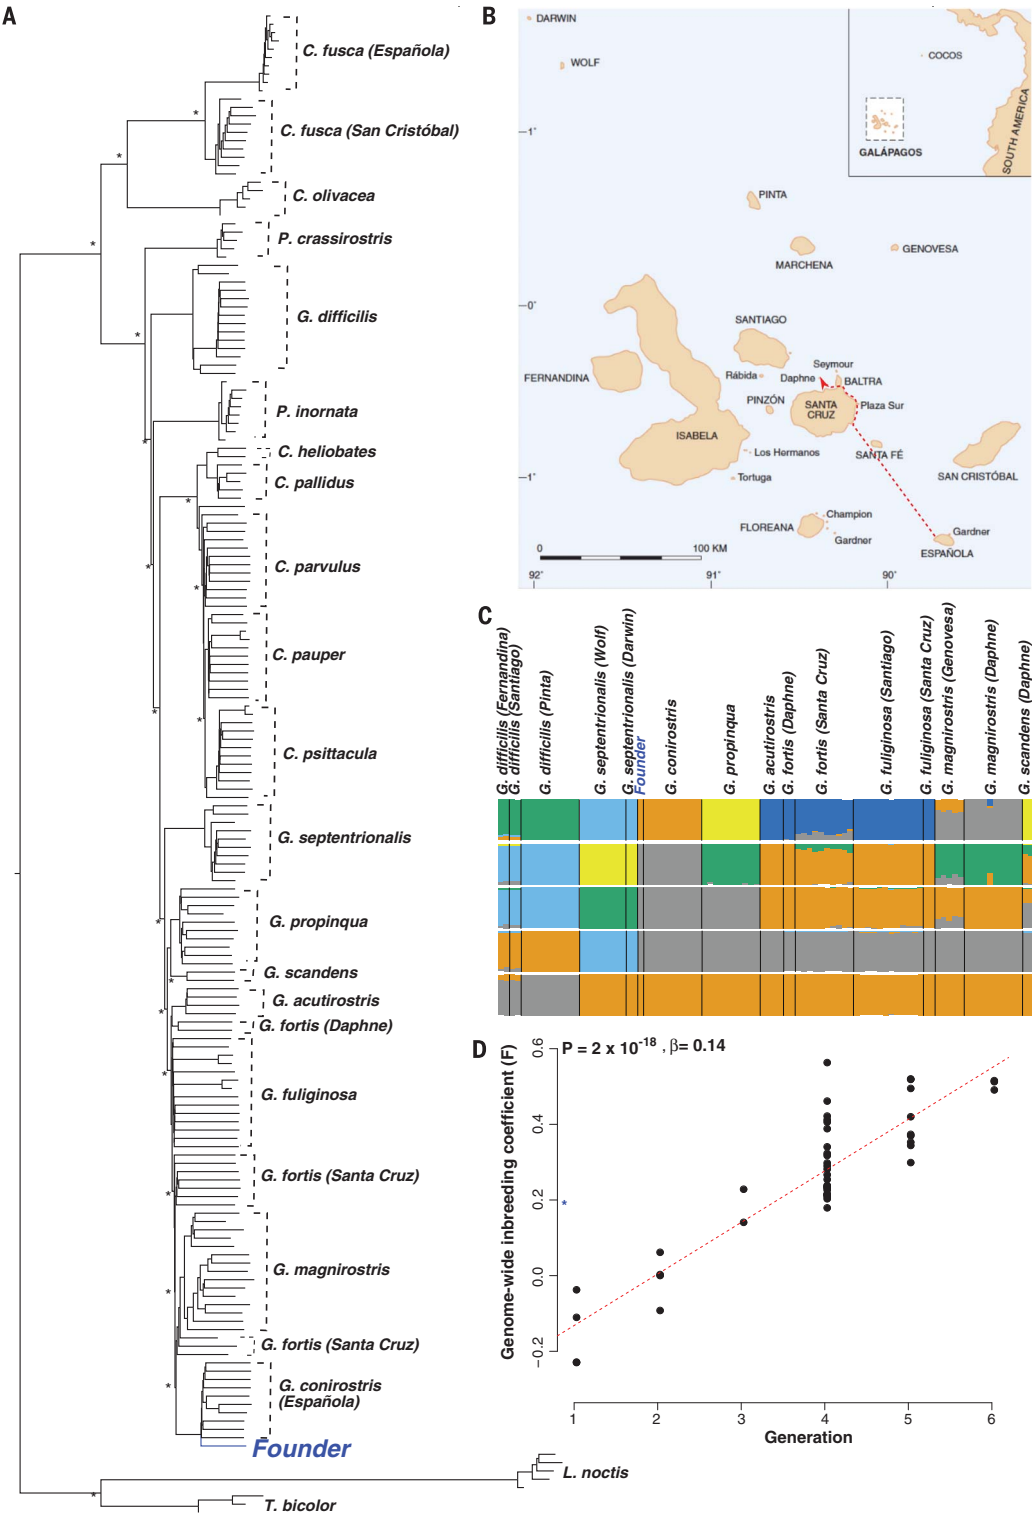 A
C. fusca (Española)
C. fusca (San Cristóbal)
C. olivacea
P. crassirostris
G. difficilis
P. inornata
C. heliobates
C. pallidus
C. parvulus
C. pauper
C. psittacula
G. septentrionalis
G. propinqua
G. scandens
G. acutirostris
G. fortis (Daphne)
G. fuliginosa
G. fortis (Santa Cruz)
G. magnirostris
G. fortis (Santa Cruz)
G. conirostris
(Española)
Founder
L. noctis
T. bicolor
B
DARWIN
WOLF
COCOS
GALÁPAGOS
SOUTH AMERICA
1°
PINTA
MARCHENA
GENOVESA
0°
SANTIAGO
Seymour
FERNANDINA
Rábida
Daphne
BALTRA
PINZÓN
SANTA
CRUZ
Plaza Sur
ISABELA
Los Hermanos
SANTA FÉ
SAN CRISTÓBAL
1°
Tortuga
Champion
FLOREANA
Gardner
Gardner
ESPAÑOLA
0
100 KM
92°
91°
90°
C
G. difficilis (Fernandina)
G. difficilis (Santiago)
G. difficilis (Pinta)
G. septentrionalis (Wolf)
G. septentrionalis (Darwin)
Founder
G. conirostris
G. propinqua
G. acutirostris
G. fortis (Daphne)
G. fortis (Santa Cruz)
G. fuliginosa (Santiago)
G. fuliginosa (Santa Cruz)
G. magnirostris (Genovesa)
G. magnirostris (Daphne)
G. scandens (Daphne)
D
P = 2 x 10⁻¹⁸ , β= 0.14
Genome-wide inbreeding coefficient (F)
0.6
0.4
0.2
0.0
−0.2
1
2
3
4
5
6
Generation